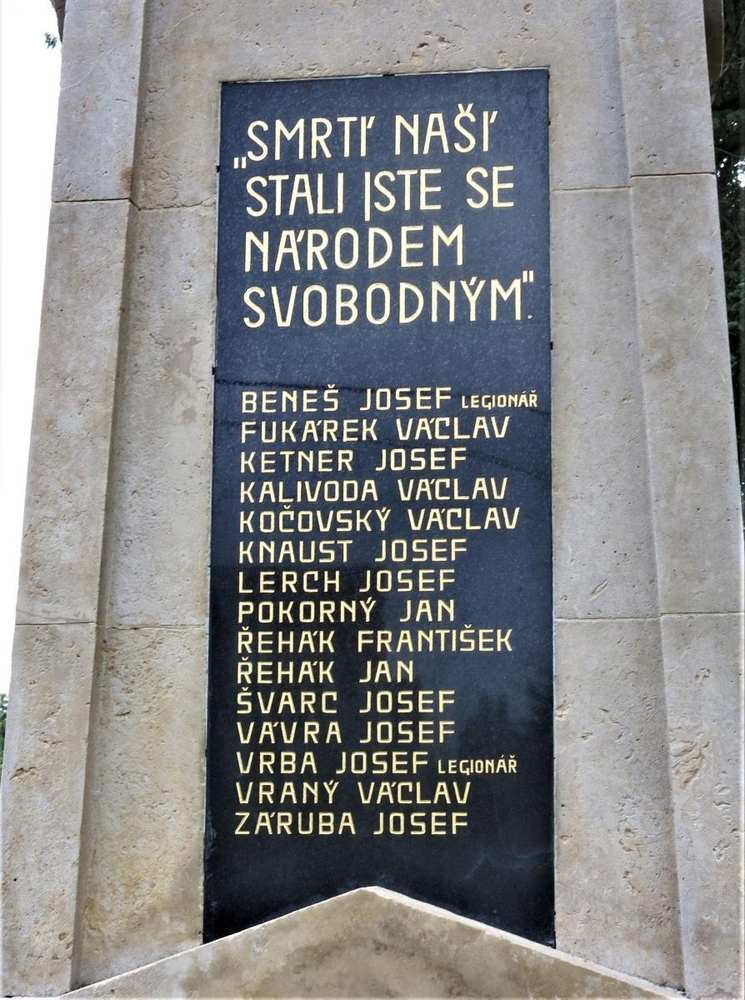 „SMRTÍ NAŠÍ
STALI JSTE SE
NÁRODEM
SVOBODNÝM".
BENEŠ JOSEF LEGIONÁŘ
FUKÁREK VÁCLAV
KETNER JOSEF
KALIVODA VÁCLAV
KOČOVSKÝ VÁCLAV
KNAUST JOSEF
LERCH JOSEF
POKORNÝ JAN
ŘEHÁK FRANTIŠEK
ŘEHÁK JAN
ŠVARC JOSEF
VÁVRA JOSEF
VRBA JOSEF LEGIONÁŘ
VRANÝ VÁCLAV
ZÁRUBA JOSEF